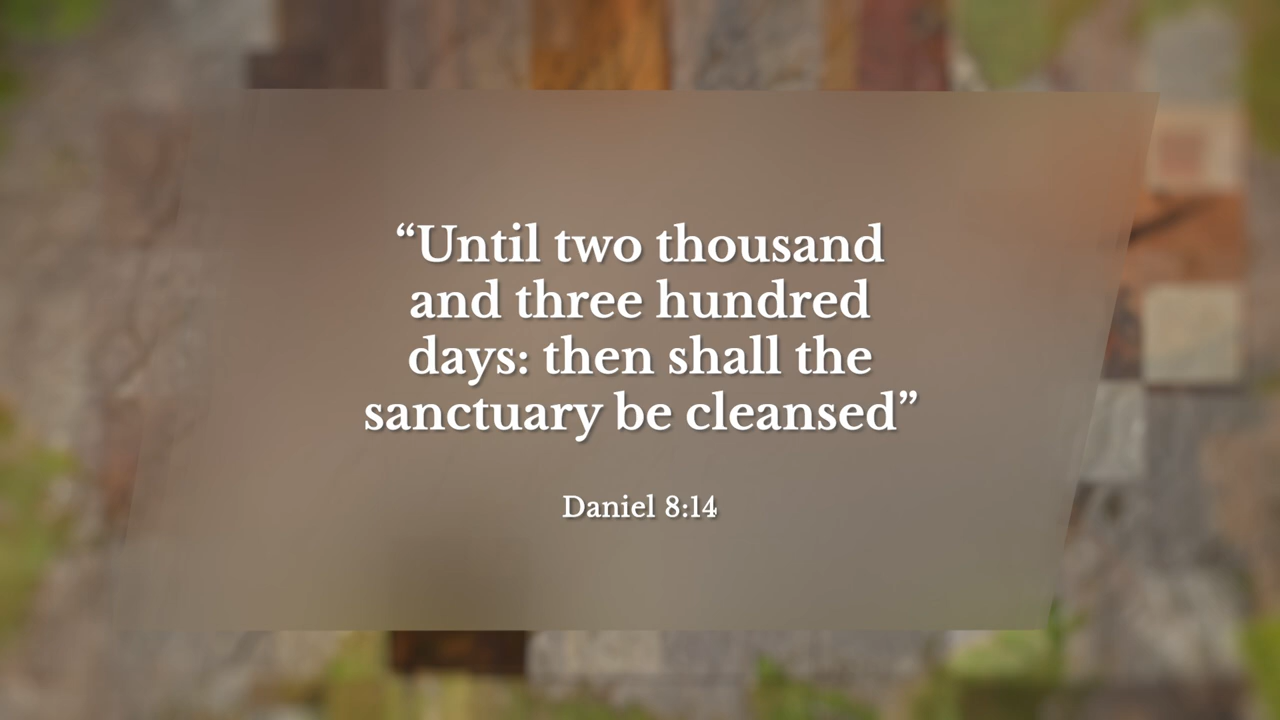 “Until two thousand
and three hundred
days: then shall the
sanctuary be cleansed”
Daniel 8:14